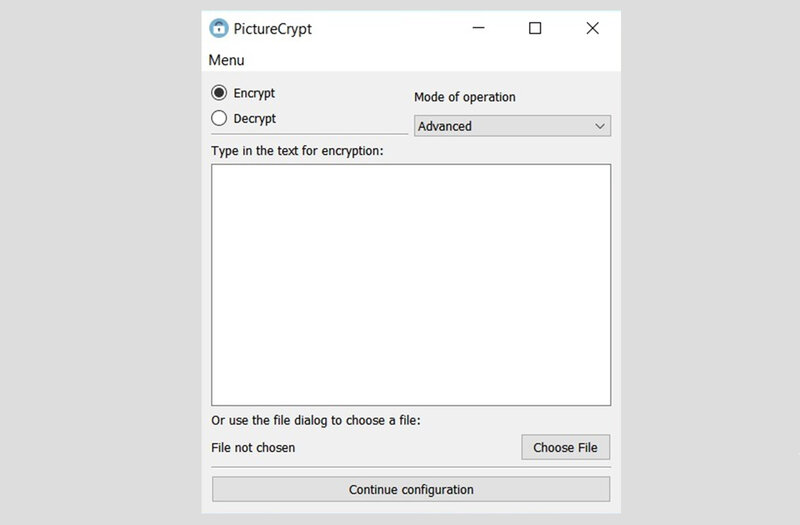 PictureCrypt
Menu
Encrypt
Decrypt
Mode of operation
Advanced
Type in the text for encryption:
Or use the file dialog to choose a file:
File not chosen
Choose File
Continue configuration